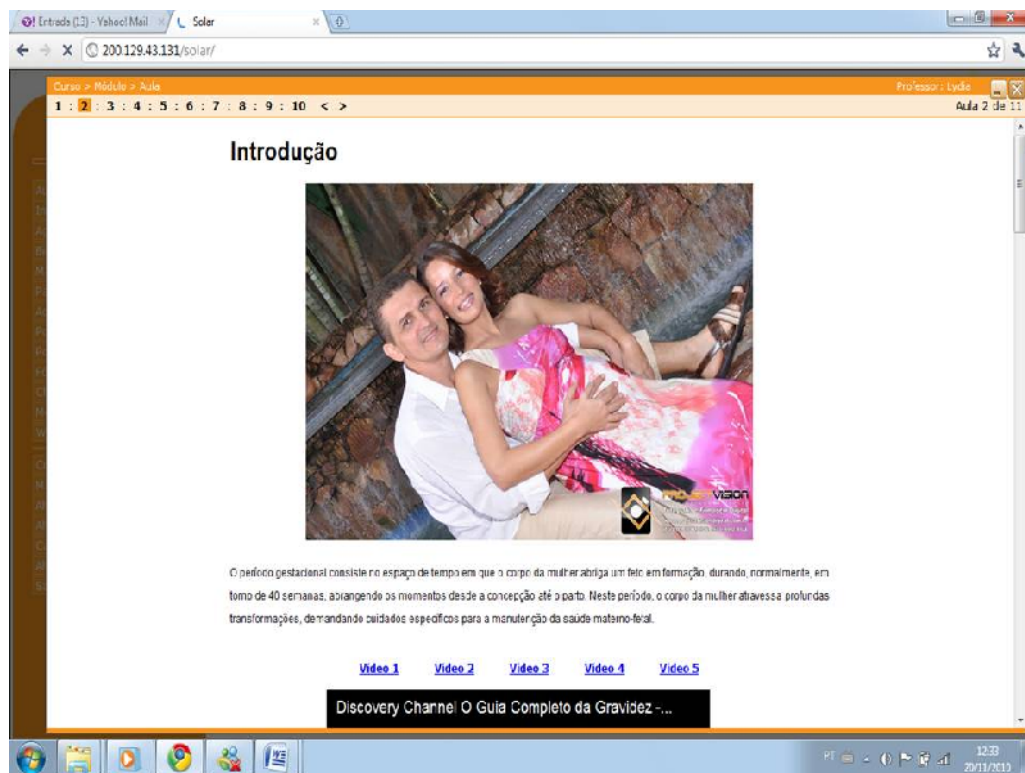 Entrada (13) - Yahoo! Mail
Solar
200.129.43.131/solar/
Curso > Módulo > Aula
Professor: Lydia
1 : 2 : 3 : 4 : 5 : 6 : 7 : 8 : 9 : 10 < >
Aula 2 de 11
Introdução
VISION
O período gestacional consiste no espaço de tempo em que o corpo da mulher abriga um feto em formação, durando, normalmente, em
torno de 40 semanas, abrangendo os momentos desde a concepção até o parto. Neste período, o corpo da mulher atravessa profundas
transformações, demandando cuidados específicos para a manutenção da saúde materno-fetal.
Video 1 Video 2 Video 3 Video 4 Video 5
Discovery Channel O Guia Completo da Gravidez -...
PT
12:33
20/11/2010